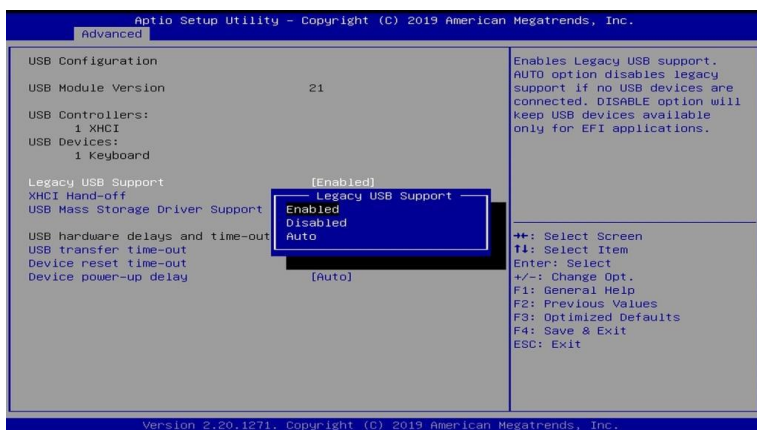 Aptio Setup Utility – Copyright (C) 2019 American Megatrends, Inc.
Advanced
USB Configuration
USB Module Version 21
USB Controllers:
1 XHCI
USB Devices:
1 Keyboard
Legacy USB Support [Enabled]
XHCI Hand-off
USB Mass Storage Driver Support
USB hardware delays and time-out
USB transfer time-out
Device reset time-out
Device power-up delay [Auto]
Legacy USB Support
Enabled
Disabled
Auto
Enables Legacy USB support.
AUTO option disables legacy
support if no USB devices are
connected. DISABLE option will
keep USB devices available
only for EFI applications.
→←: Select Screen
↑↓: Select Item
Enter: Select
+/-: Change Opt.
F1: General Help
F2: Previous Values
F3: Optimized Defaults
F4: Save & Exit
ESC: Exit
Version 2.20.1271. Copyright (C) 2019 American Megatrends, Inc.